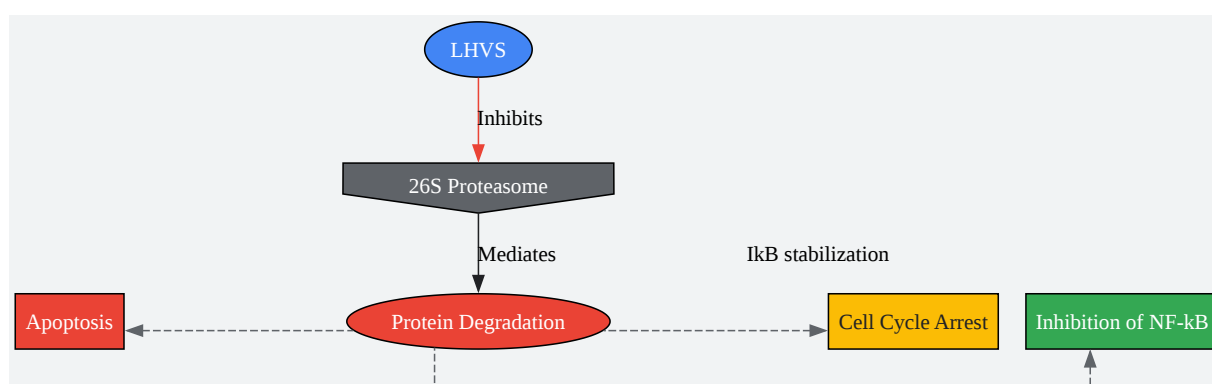 LHVS
Inhibits
26S Proteasome
Mediates
IkB stabilization
Apoptosis
Protein Degradation
Cell Cycle Arrest
Inhibition of NF-kB